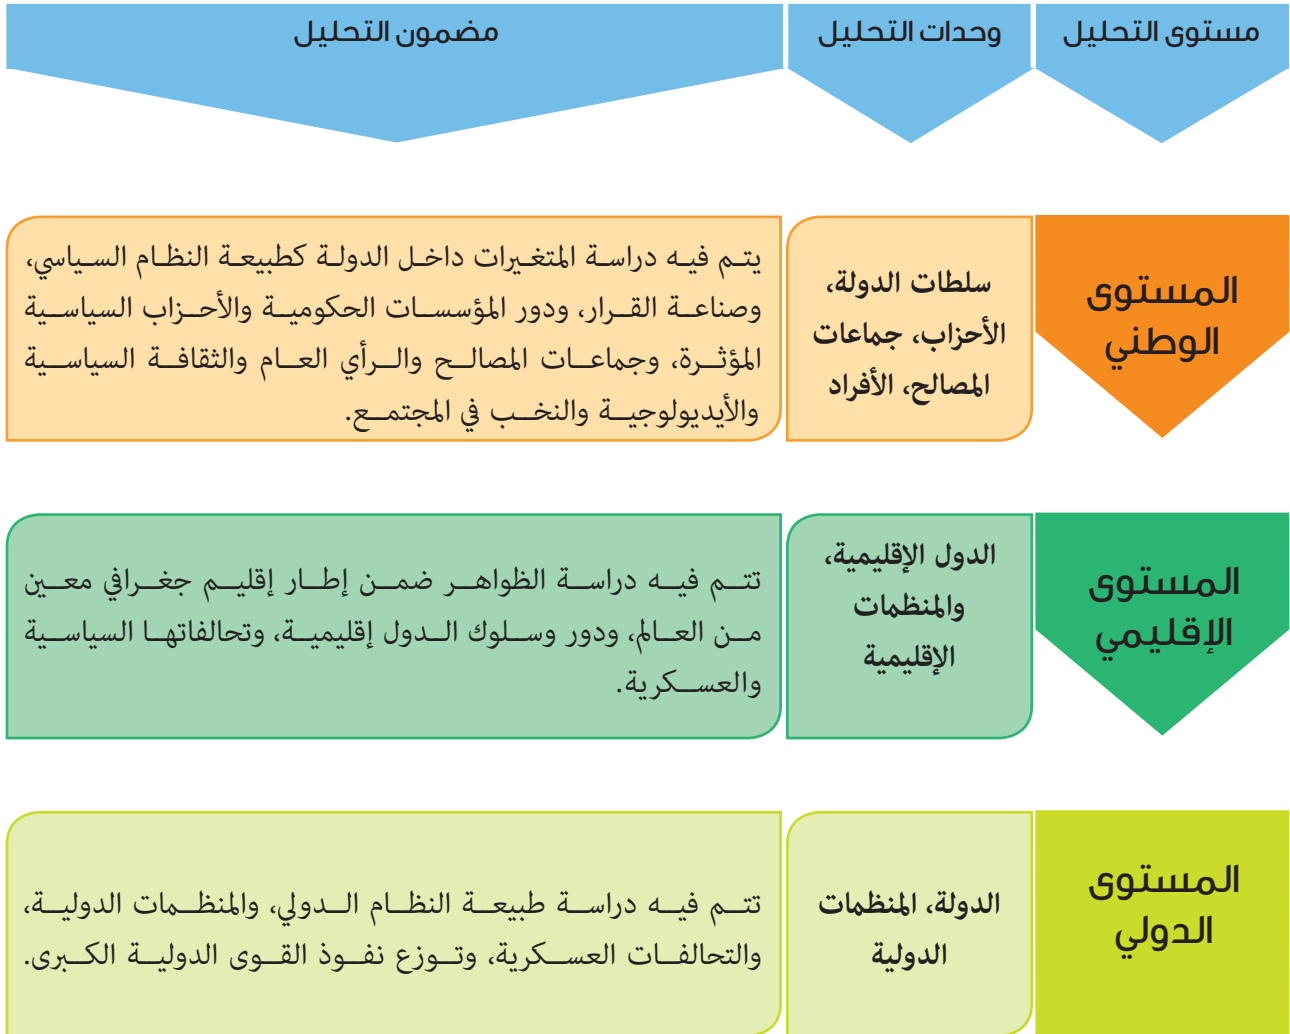 مستوى التحليل
وحدات التحليل
مضمون التحليل
المستوى
الوطني
سلطات الدولة،
الأحزاب، جماعات
المصالح، الأفراد
يتم فيه دراسة المتغيرات داخل الدولة كطبيعة النظام السياسي،
وصناعة القرار، ودور المؤسسات الحكومية والأحزاب السياسية
المؤثرة، وجماعات المصالح والرأي العام والثقافة السياسية
والأيديولوجية والنخب في المجتمع.
المستوى
الإقليمي
الدول الإقليمية،
والمنظمات
الإقليمية
تتم فيه دراسة الظواهر ضمن إطار إقليم جغرافي معين
من العالم، ودور وسلوك الدول إقليمية، وتحالفاتها السياسية
والعسكرية.
المستوى
الدولي
الدولة، المنظمات
الدولية
تتم فيه دراسة طبيعة النظام الدولي، والمنظمات الدولية،
والتحالفات العسكرية، وتوزع نفوذ القوى الدولية الكبرى.